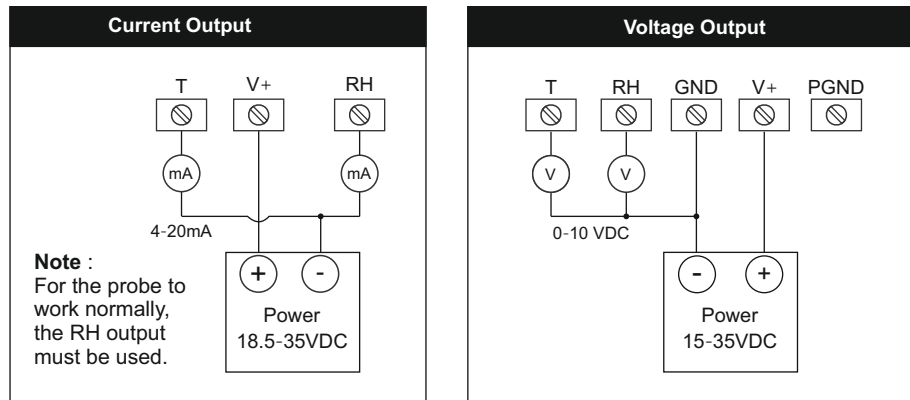 Current Output
T V+ RH
mA mA
4-20mA
Note :
For the probe to
work normally,
the RH output
must be used.
+ -
Power
18.5-35VDC
Voltage Output
T RH GND V+ PGND
V V
0-10 VDC
- +
Power
15-35VDC